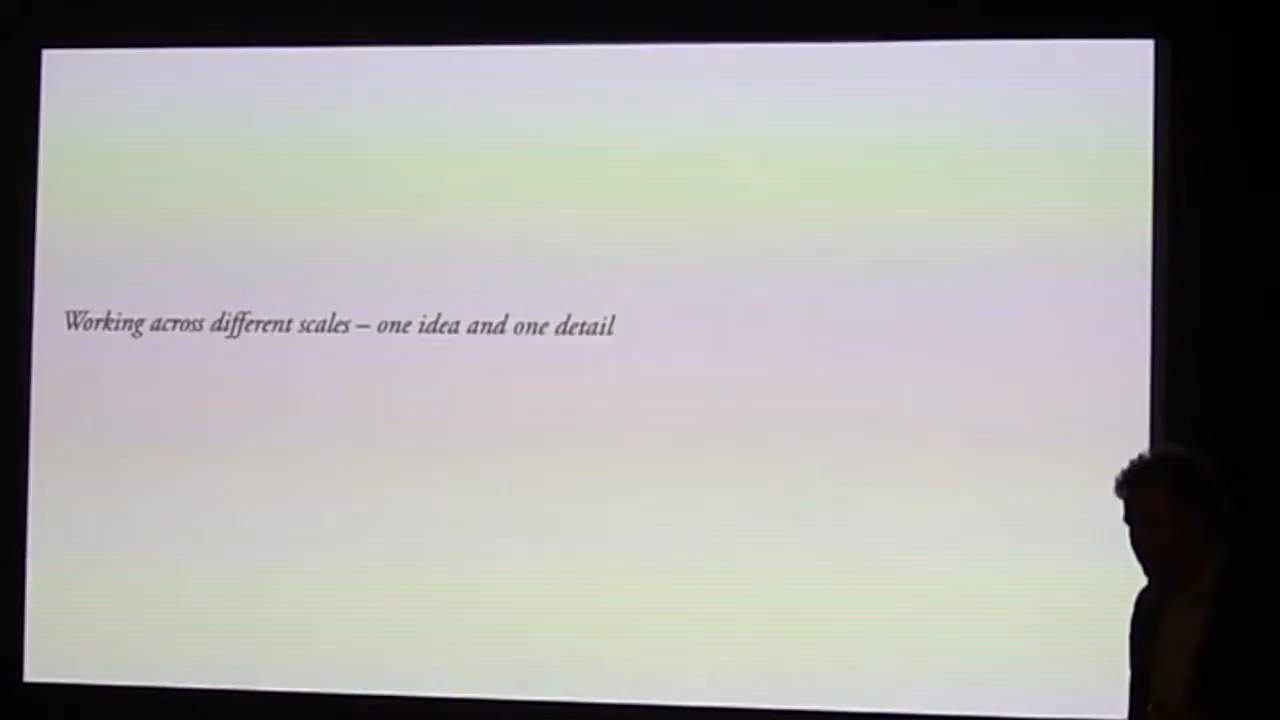 Working across different scales – one idea and one detail